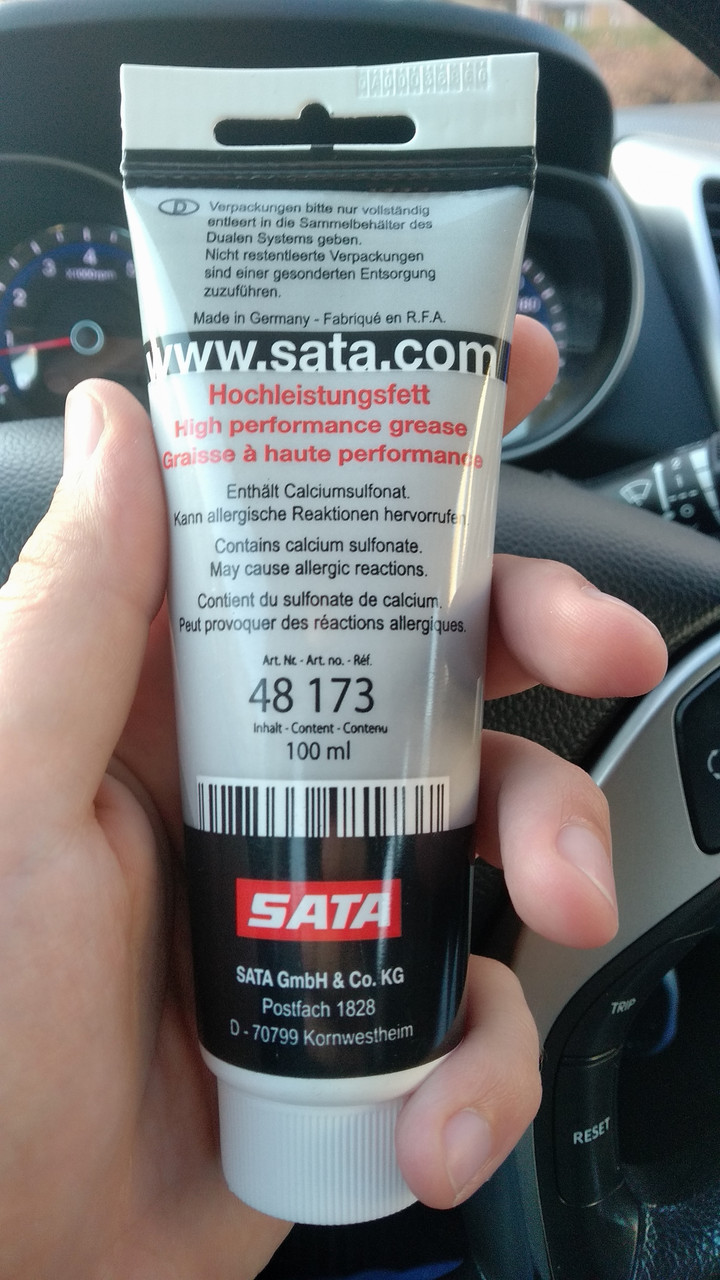 D
Verpackungen bitte nur vollständig
entleert in die Sammelbehälter des
Dualen Systems geben.
Nicht restentleerte Verpackungen
sind einer gesonderten Entsorgung
zuzuführen.
Made in Germany - Fabriqué en R.F.A.
www.sata.com
Hochleistungsfett
High performance grease
Graisse à haute performance
Enthält Calciumsulfonat.
Kann allergische Reaktionen hervorrufen.
Contains calcium sulfonate.
May cause allergic reactions.
Contient du sulfonate de calcium.
Peut provoquer des réactions allergiques.
Art. Nr. - Art. no. - Réf.
48 173
Inhalt - Content - Contenu
100 ml
SATA
SATA GmbH & Co. KG
Postfach 1828
D - 70799 Kornwestheim
2 3 4
x1000rpm
TRIP
RESET